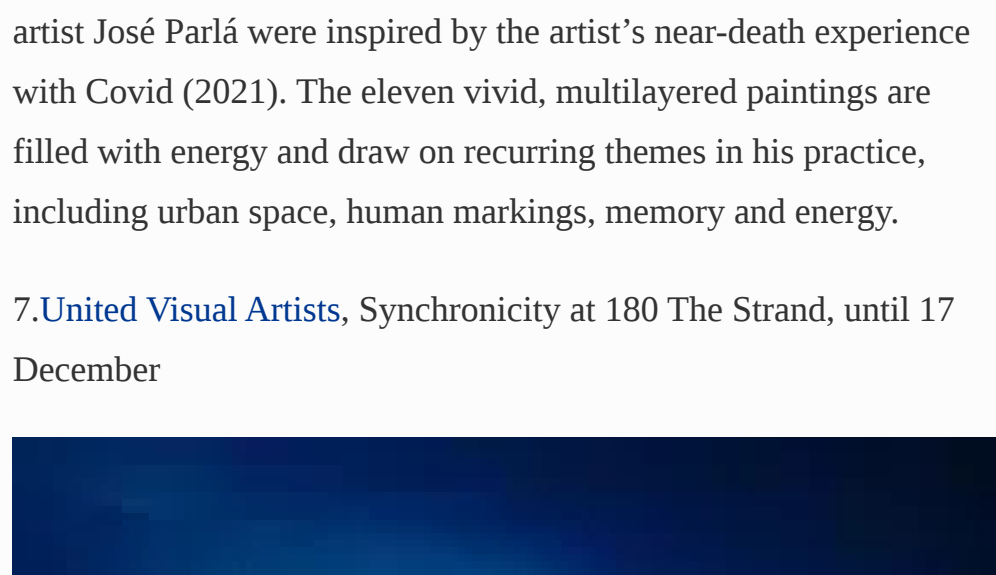 artist José Parlá were inspired by the artist’s near-death experience
with Covid (2021). The eleven vivid, multilayered paintings are
filled with energy and draw on recurring themes in his practice,
including urban space, human markings, memory and energy.
7.United Visual Artists, Synchronicity at 180 The Strand, until 17
December